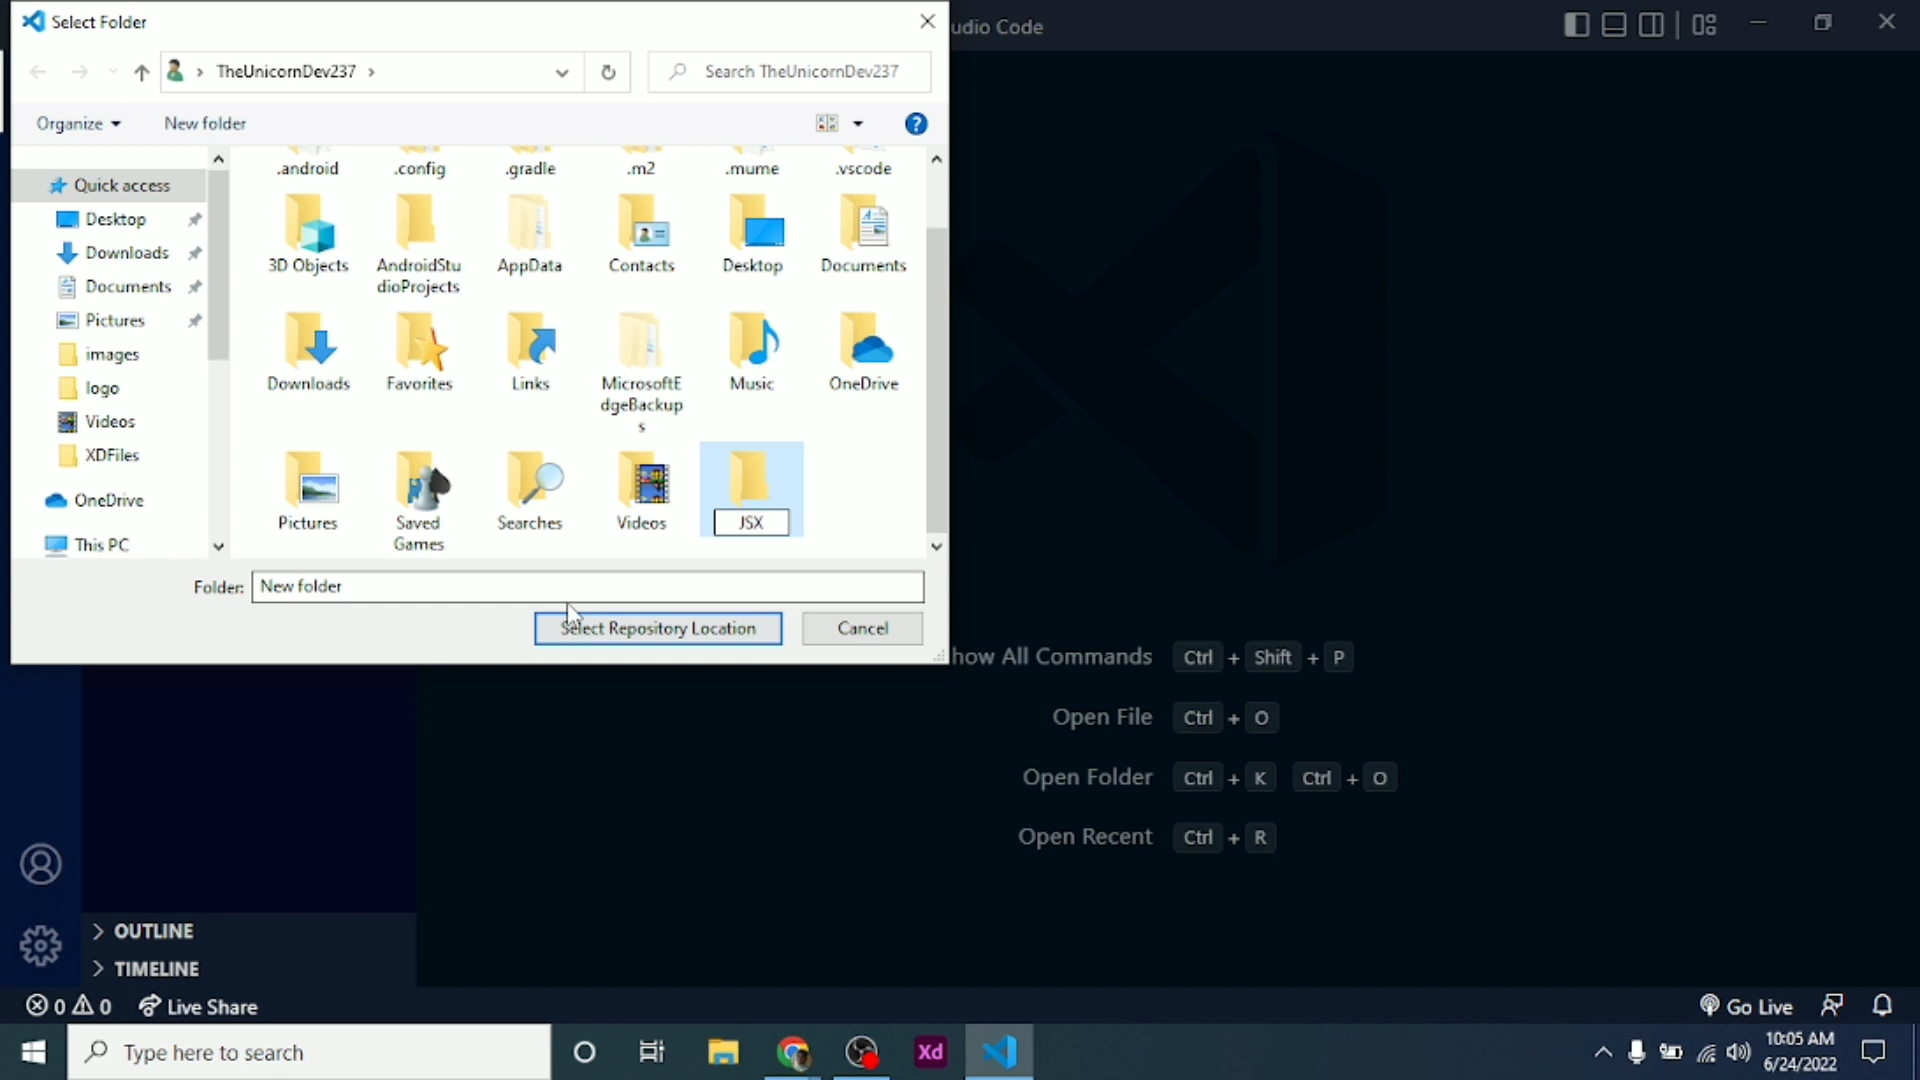 Select Folder
udio Code
TheUnicornDev237
Search TheUnicornDev237
Organize
New folder
Quick access
Desktop
Downloads
Documents
Pictures
images
logo
Videos
XDFiles
OneDrive
This PC
.android
.config
.gradle
.m2
.mume
.vscode
3D Objects
AndroidStu
dioProjects
AppData
Contacts
Desktop
Documents
Downloads
Favorites
Links
MicrosoftE
dgeBackup
s
Music
OneDrive
Pictures
Saved
Games
Searches
Videos
JSX
Folder:
New folder
Select Repository Location
Cancel
how All Commands Ctrl + Shift + P
Open File Ctrl + O
Open Folder Ctrl + K Ctrl + O
Open Recent Ctrl + R
OUTLINE
TIMELINE
0 0 Live Share
Go Live
Type here to search
Xd
10:05 AM
6/24/2022